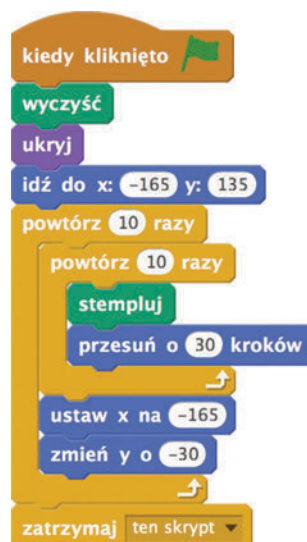 kiedy kliknięto
wyczyść
ukryj
idź do x: -165 y: 135
powtórz 10 razy
powtórz 10 razy
stempluj
przesuń o 30 kroków
ustaw x na -165
zmień y o -30
zatrzymaj ten skrypt